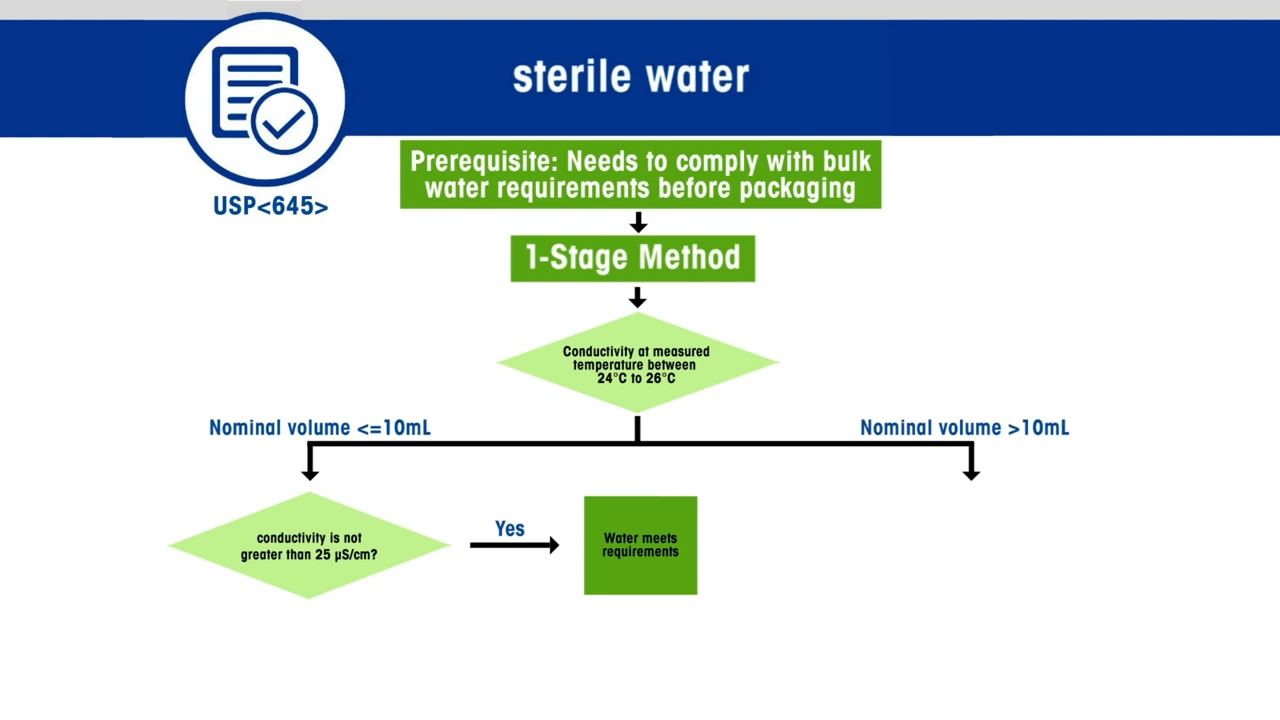 sterile water
USP<645>
Prerequisite: Needs to comply with bulk
water requirements before packaging
1-Stage Method
Conductivity at measured
temperature between
24°C to 26°C
Nominal volume <=10mL
Nominal volume >10mL
conductivity is not
greater than 25 µS/cm?
Yes
Water meets
requirements